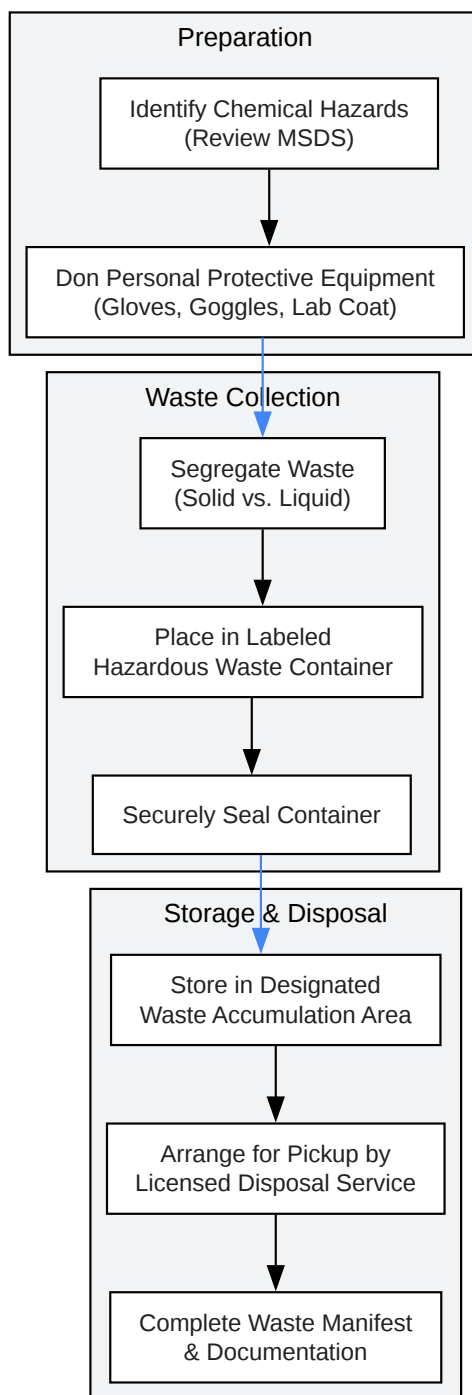 Preparation
Identify Chemical Hazards
(Review MSDS)
Don Personal Protective Equipment
(Gloves, Goggles, Lab Coat)
Waste Collection
Segregate Waste
(Solid vs. Liquid)
Place in Labeled
Hazardous Waste Container
Securely Seal Container
Storage & Disposal
Store in Designated
Waste Accumulation Area
Arrange for Pickup by
Licensed Disposal Service
Complete Waste Manifest
& Documentation